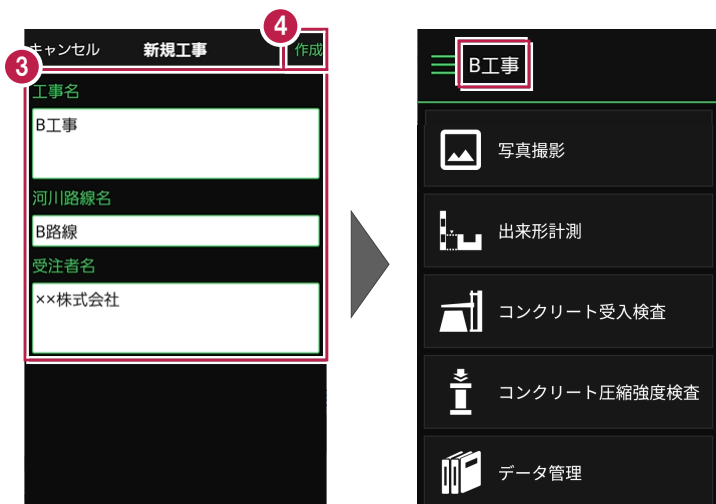 ④
キャンセル 新規工事 作成
③
工事名
B工事
河川路線名
B路線
受注者名
××株式会社
B工事
写真撮影
出来形計測
コンクリート受入検査
コンクリート圧縮強度検査
データ管理